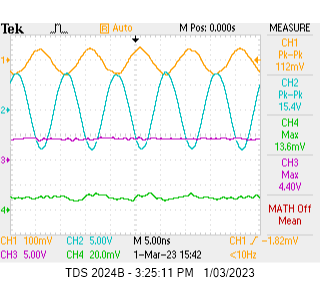 Tek Auto M Pos: 0.000s MEASURE
CH1
Pk-Pk
112mV
1
CH2
Pk-Pk
15.4V
2
CH4
Max
13.6mV
3
CH3
Max
4.40V
4
MATH Off
Mean
CH1 100mV CH2 5.00V M 5.00ns CH1 / -1.82mV
CH3 5.00V CH4 20.0mV 1-Mar-23 15:42 <10Hz
TDS 2024B - 3:25:11 PM 1/03/2023